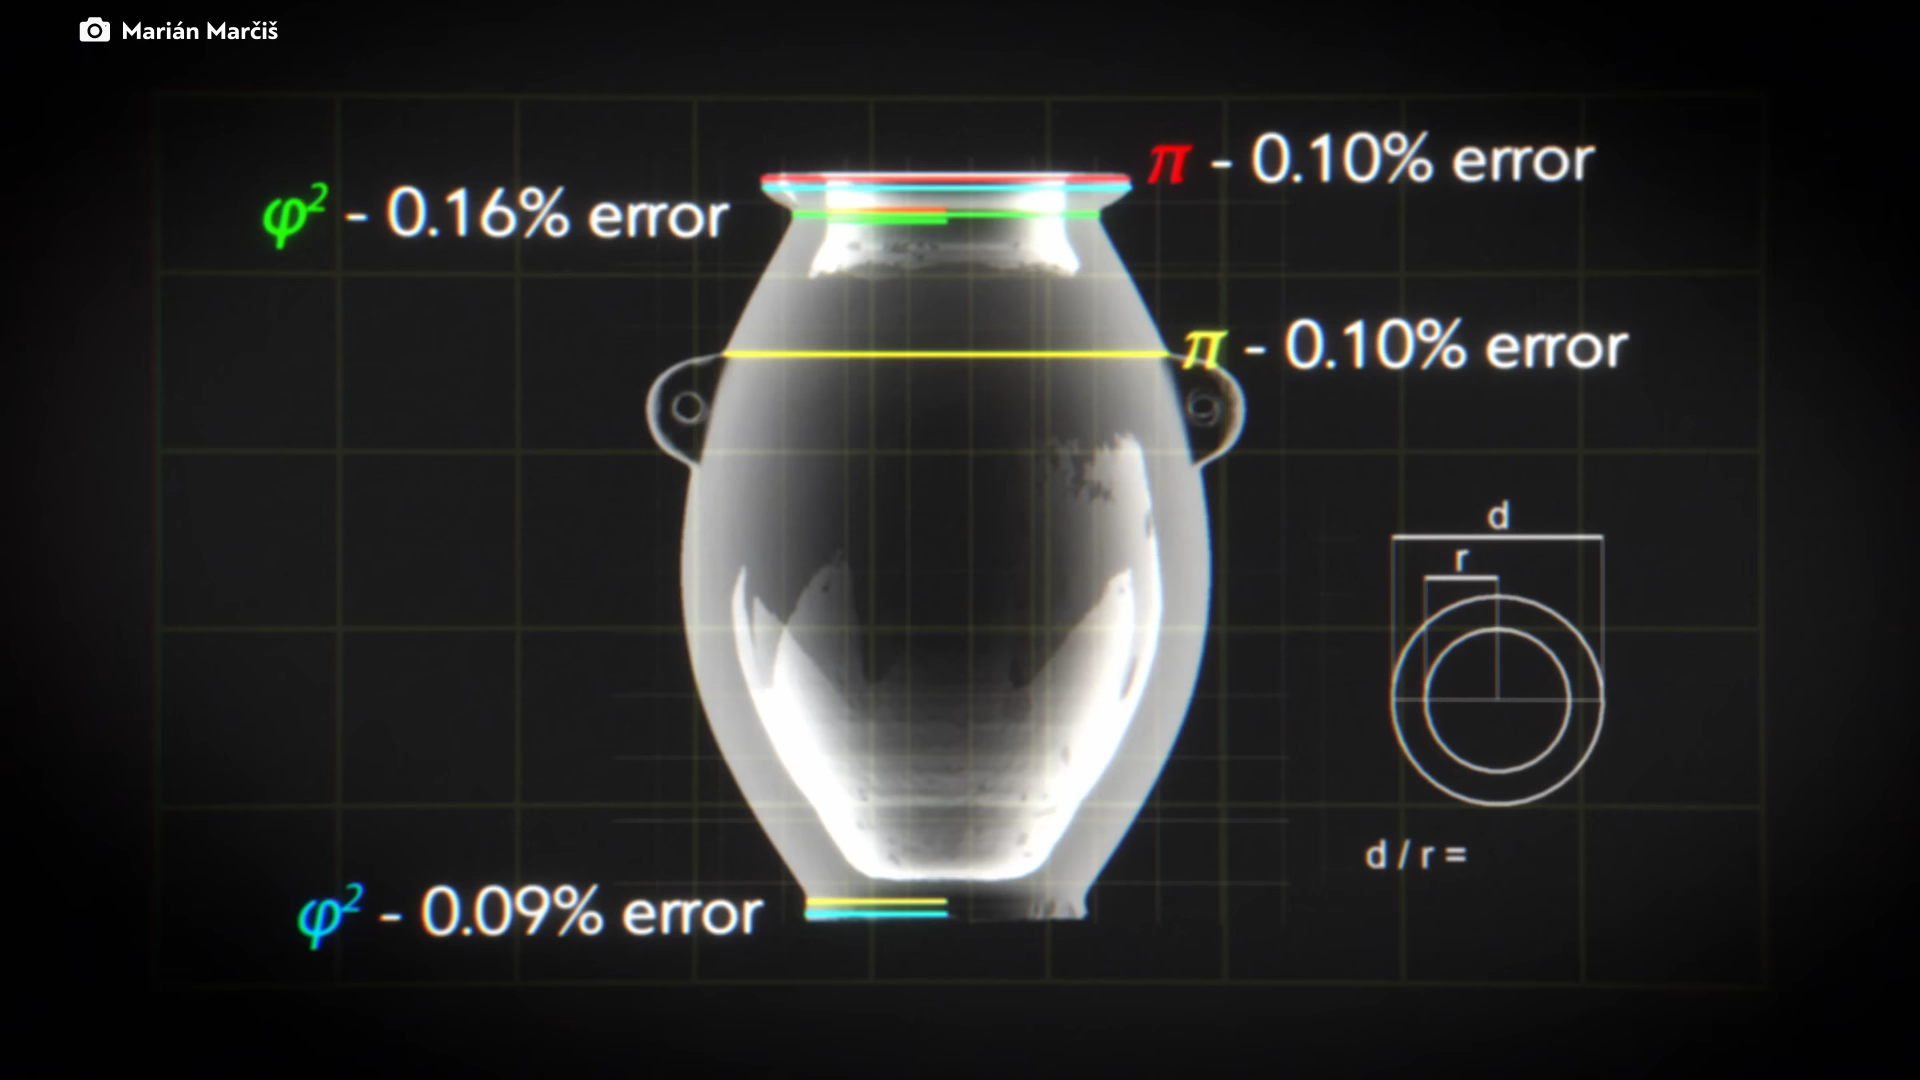 Marián Marčiš
π - 0.10% error
φ² - 0.16% error
π - 0.10% error
d
r
d / r =
φ² - 0.09% error